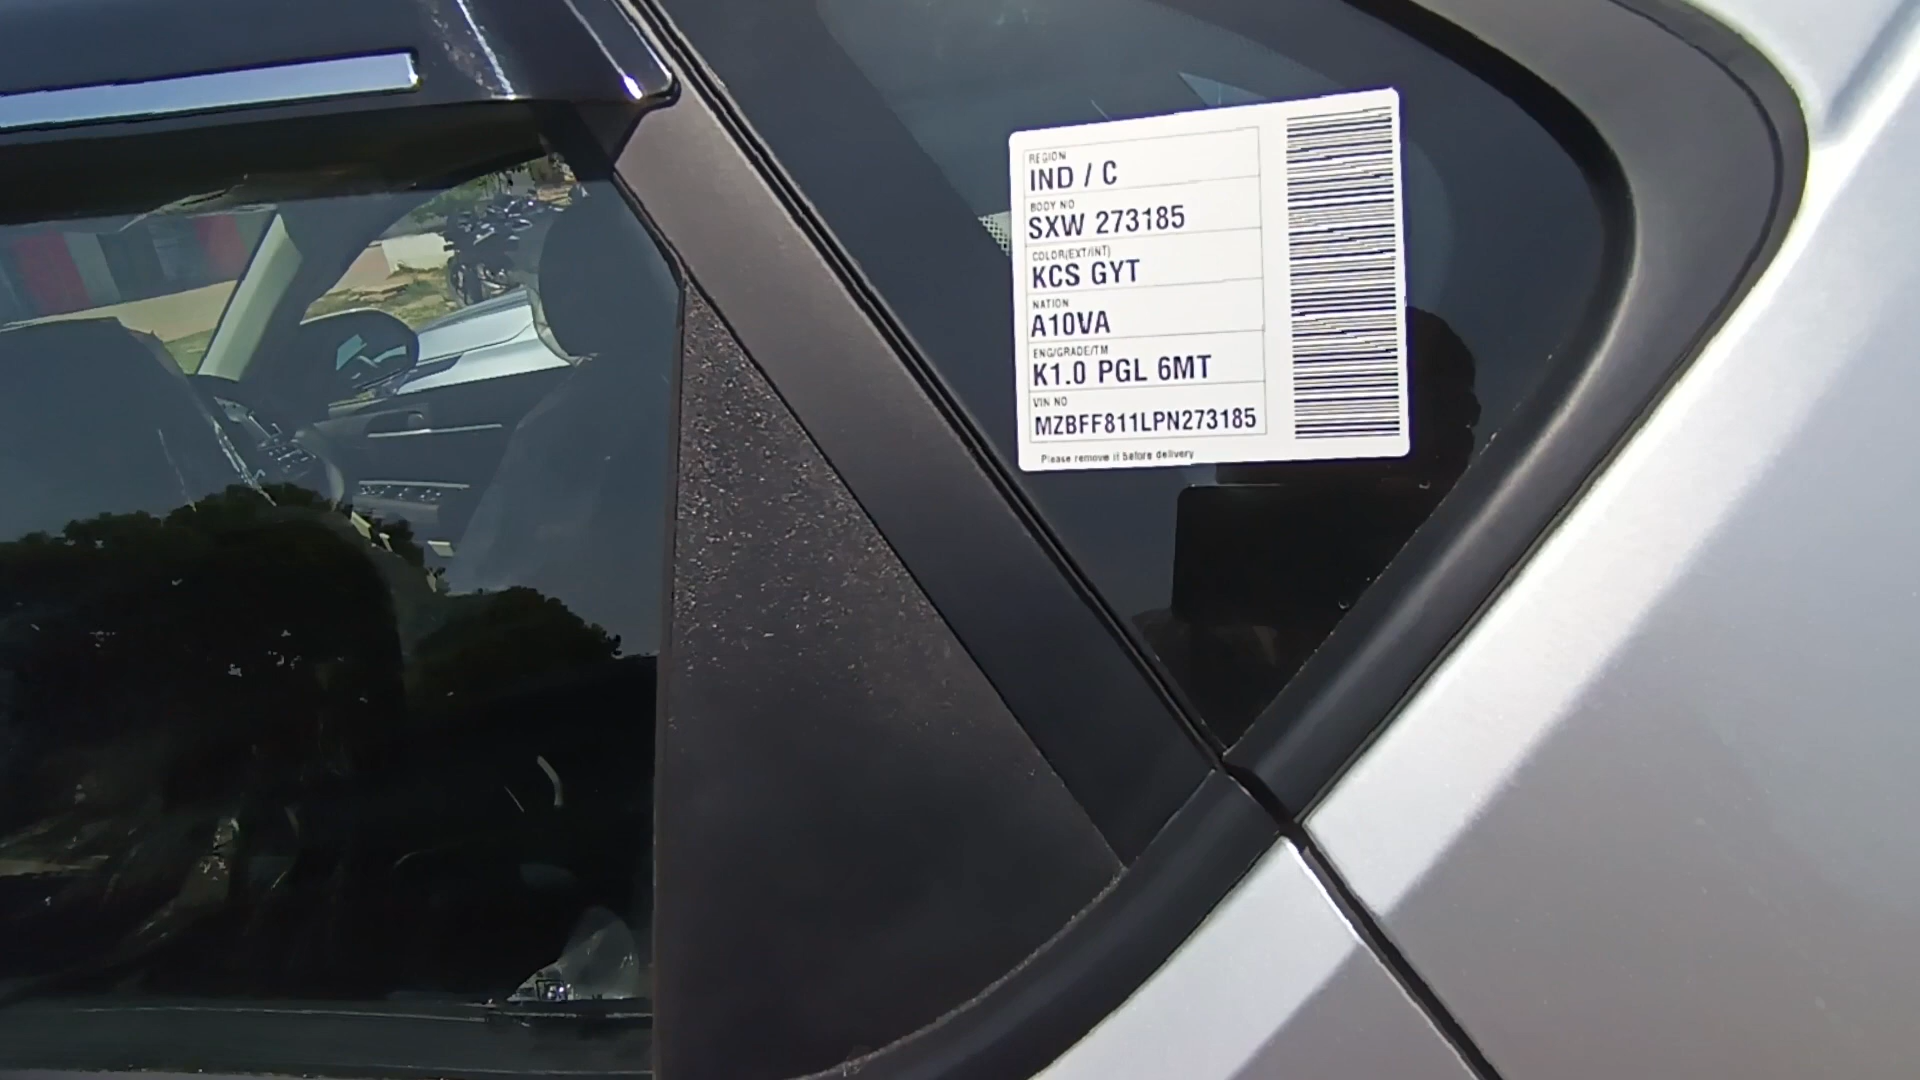 REGION
IND / C
BODY NO
SXW 273185
COLOR(EXT/INT)
KCS GYT
NATION
A10VA
ENG/GRADE/TM
K1.0 PGL 6MT
VIN NO
MZBFF811LPN273185
Please remove it before delivery